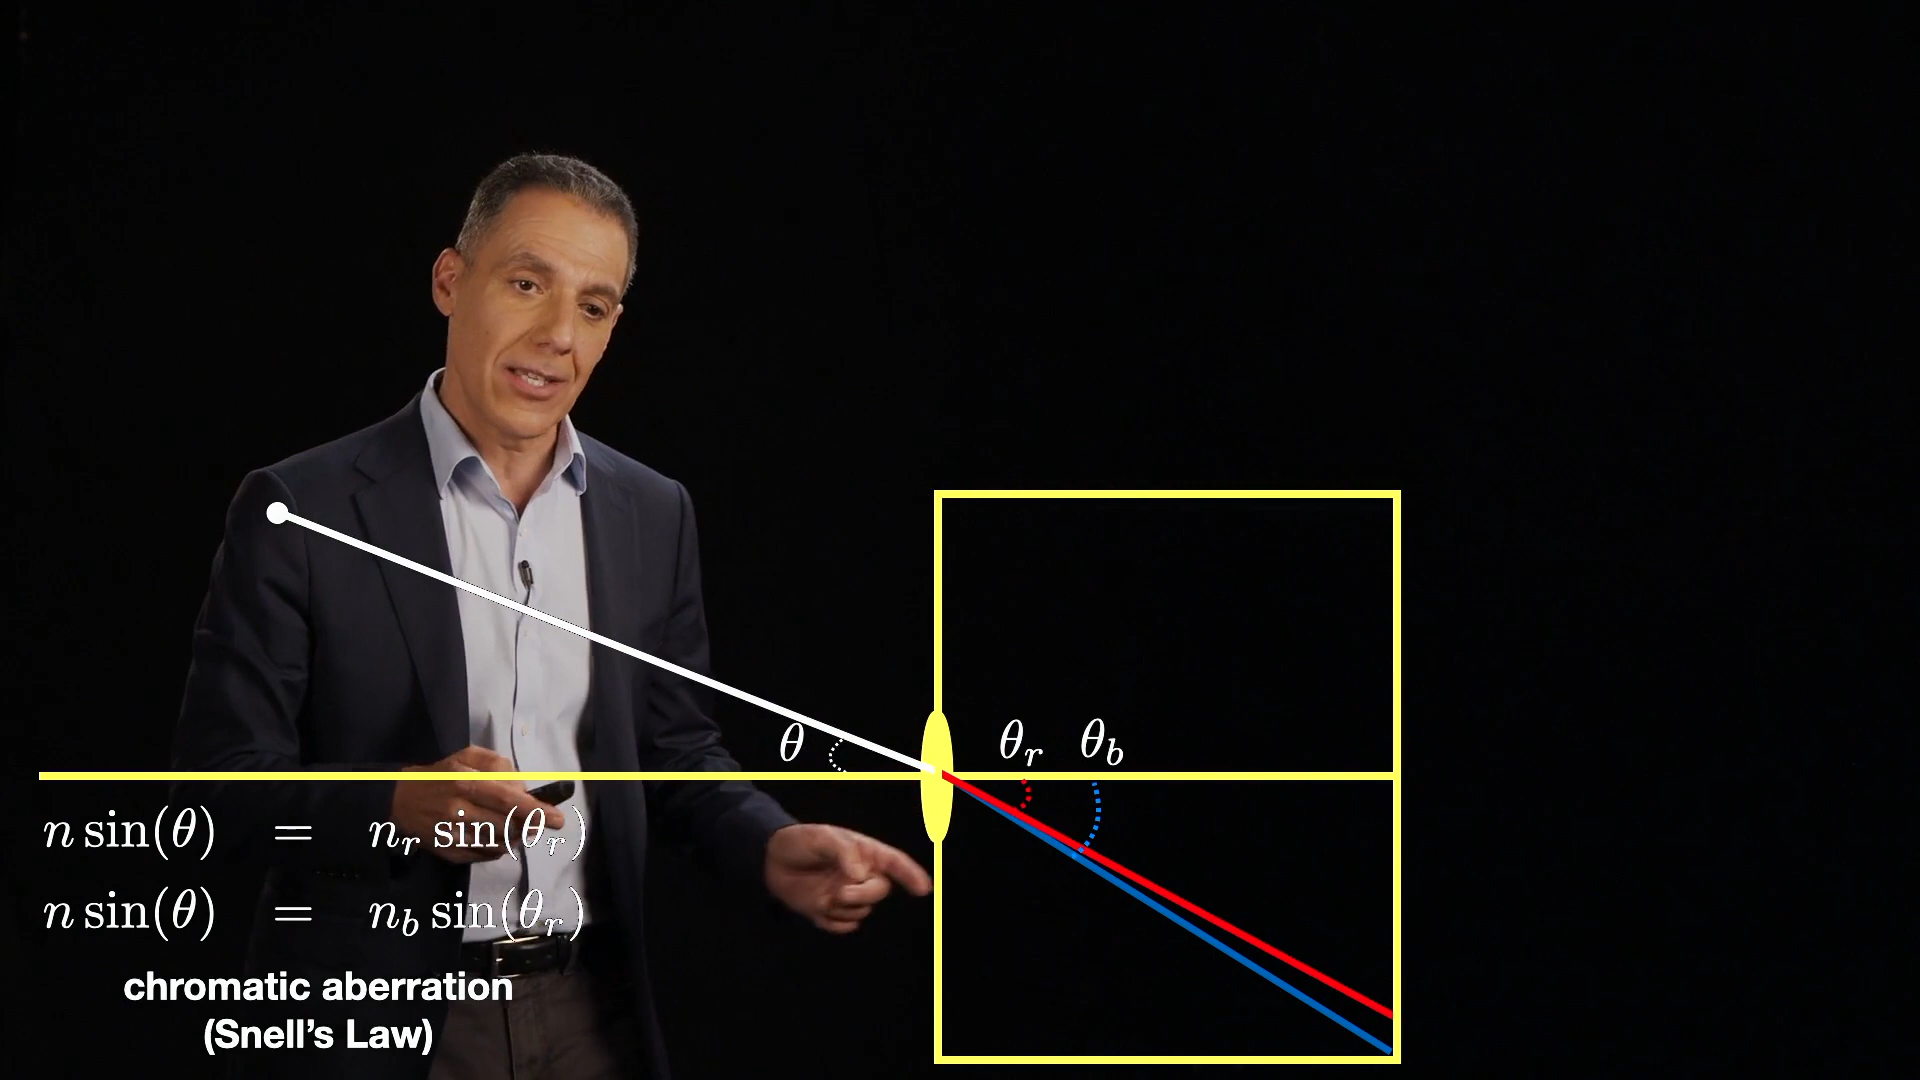 θ
θ_r θ_b
n sin(θ) = n_r sin(θ_r)
n sin(θ) = n_b sin(θ_r)
chromatic aberration
(Snell's Law)